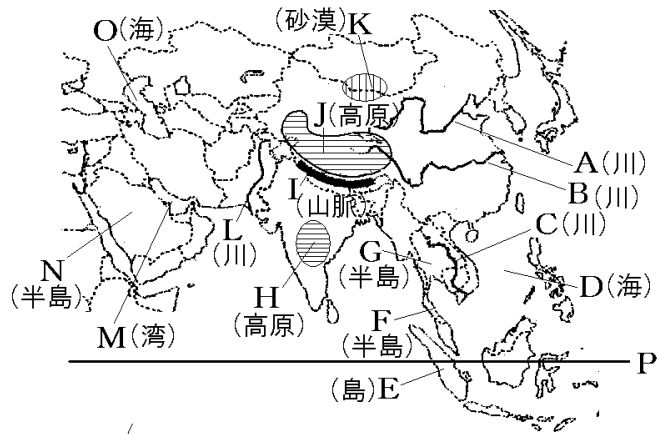 O(海)
(砂漠)K
J(高原)
A(川)
B(川)
I
(山脈)
L
(川)
C(川)
G
(半島)
D(海)
N
(半島)
H
(高原)
M(湾)
F
(半島)
P
(島)E